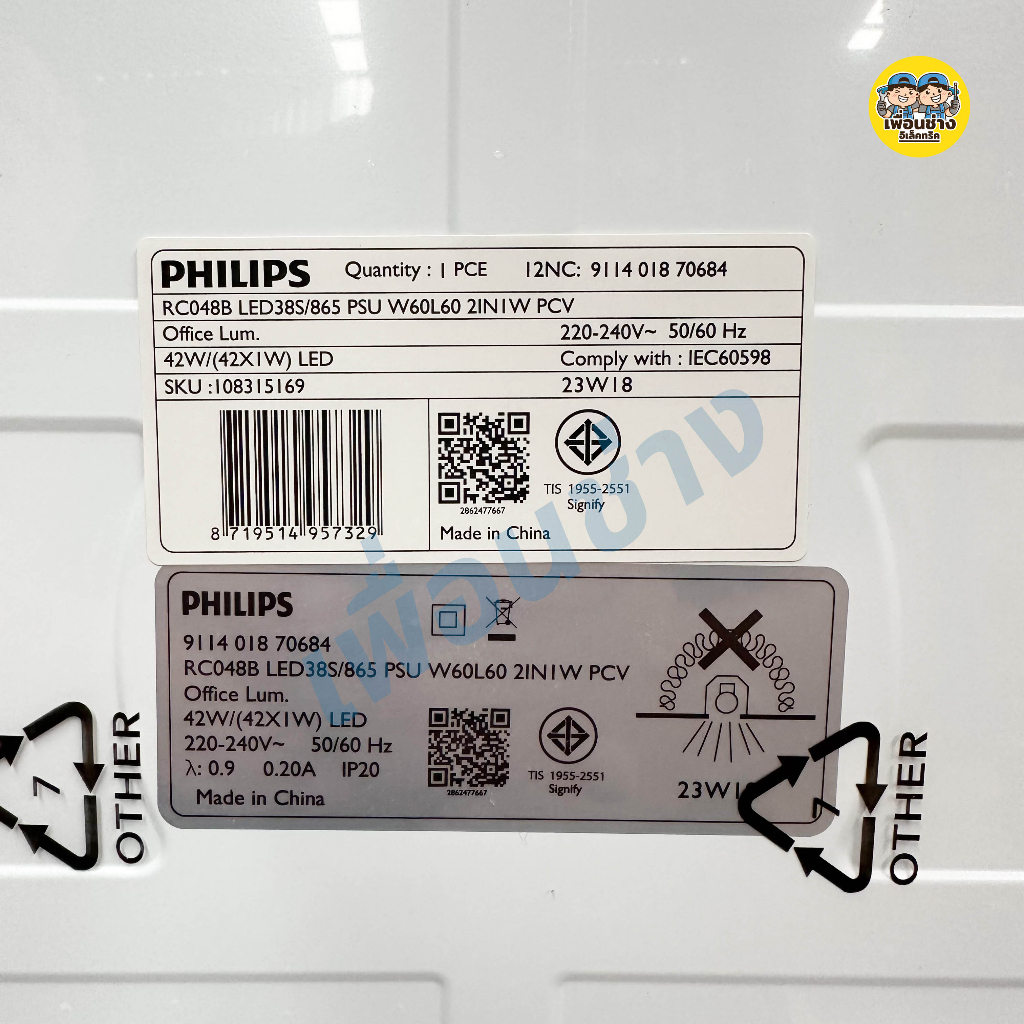 เพื่อนช่าง
อิเล็คทริค
PHILIPS Quantity : 1 PCE 12NC: 9114 018 70684
RC048B LED38S/865 PSU W60L60 2IN1W PCV
Office Lum. 220-240V~ 50/60 Hz
42W/(42X1W) LED Comply with : IEC60598
SKU :108315169 23W18
2862477667
TIS 1955-2551
Signify
8 719514 957329
Made in China
เพื่อนช่าง
PHILIPS
9114 018 70684
RC048B LED38S/865 PSU W60L60 2IN1W PCV
Office Lum.
42W/(42X1W) LED
220-240V~ 50/60 Hz
λ: 0.9 0.20A IP20
Made in China
2862477667
TIS 1955-2551
Signify
23W18
7
OTHER
7
OTHER